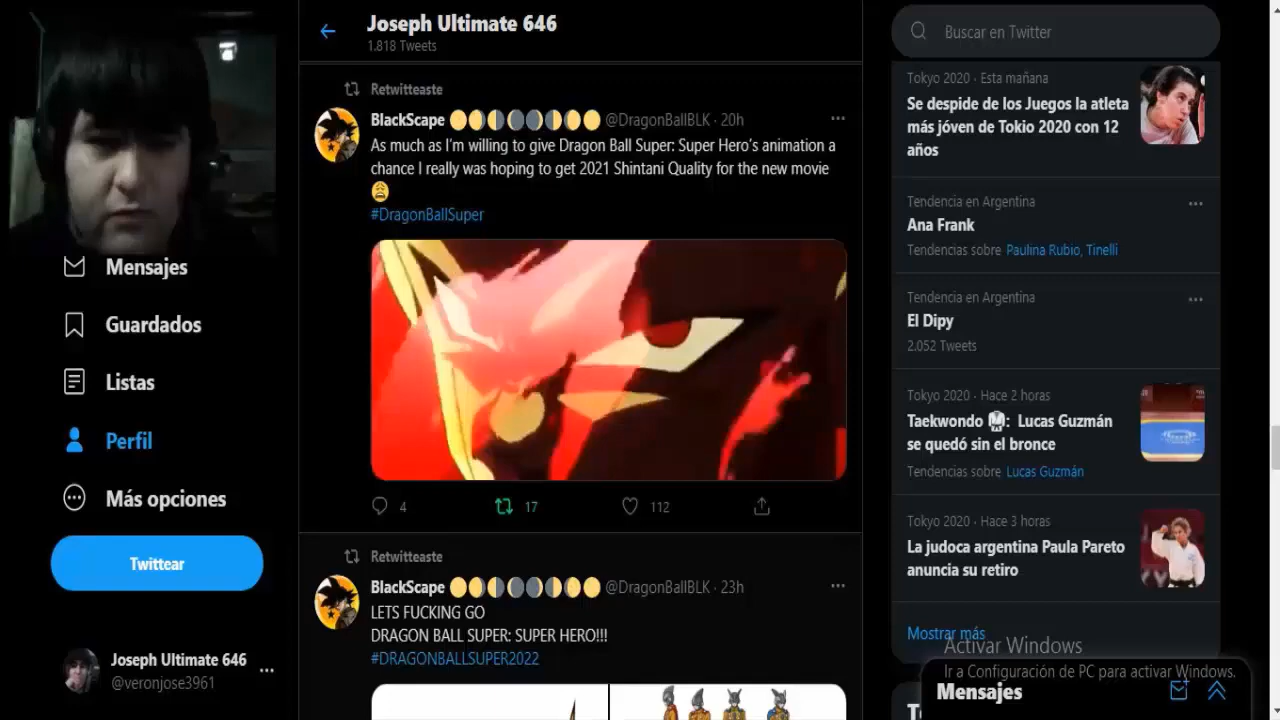 Joseph Ultimate 646
1.818 Tweets
Buscar en Twitter
Mensajes
Guardados
Listas
Perfil
Más opciones
Twittear
Joseph Ultimate 646
@veronjose3961
Retwitteaste
BlackScape 🌕🌖🌗🌘🌑🌒🌓🌔🌕 @DragonBallBLK · 20h
As much as I'm willing to give Dragon Ball Super: Super Hero's animation a
chance I really was hoping to get 2021 Shintani Quality for the new movie
😩
#DragonBallSuper
4 17 112
Retwitteaste
BlackScape 🌕🌖🌗🌘🌑🌒🌓🌔🌕 @DragonBallBLK · 23h
LETS FUCKING GO
DRAGON BALL SUPER: SUPER HERO!!!
#DRAGONBALLSUPER2022
Tokyo 2020 · Esta mañana
Se despide de los Juegos la atleta
más jóven de Tokio 2020 con 12
años
Tendencia en Argentina
Ana Frank
Tendencias sobre Paulina Rubio, Tinelli
Tendencia en Argentina
El Dipy
2.052 Tweets
Tokyo 2020 · Hace 2 horas
Taekwondo 🥋: Lucas Guzmán
se quedó sin el bronce
Tendencias sobre Lucas Guzmán
Tokyo 2020 · Hace 3 horas
La judoca argentina Paula Pareto
anuncia su retiro
Mostrar más
Activar Windows
Ir a Configuración de PC para activar Windows.
Mensajes